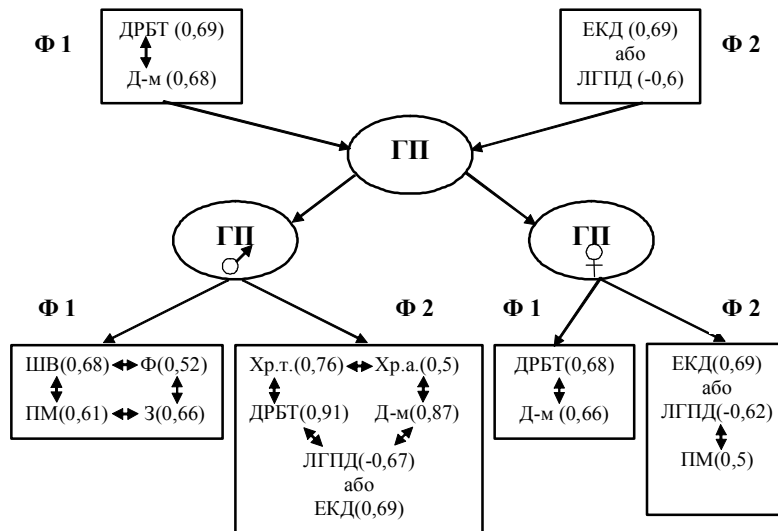 Ф 1
ДРБТ (0,69)
Д-м (0,68)
ЕКД (0,69)
або
ЛГПД (-0,6)
Ф 2
ГП
ГП
ГП
Ф 1
Ф 2
Ф 1
Ф 2
ШВ(0,68) Ф(0,52)
ПМ(0,61) З(0,66)
Хр.т.(0,76) Хр.а.(0,5)
ДРБТ(0,91) Д-м(0,87)
ЛГПД(-0,67)
або
ЕКД(0,69)
ДРБТ(0,68)
Д-м (0,66)
ЕКД(0,69)
або
ЛГПД(-0,62)
ПМ(0,5)